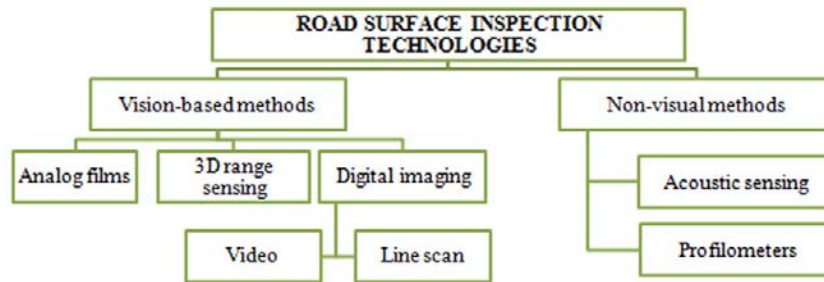 ROAD SURFACE INSPECTION
TECHNOLOGIES
Vision-based methods
Non-visual methods
Analog films
3D range
sensing
Digital imaging
Acoustic sensing
Video
Line scan
Profilometers